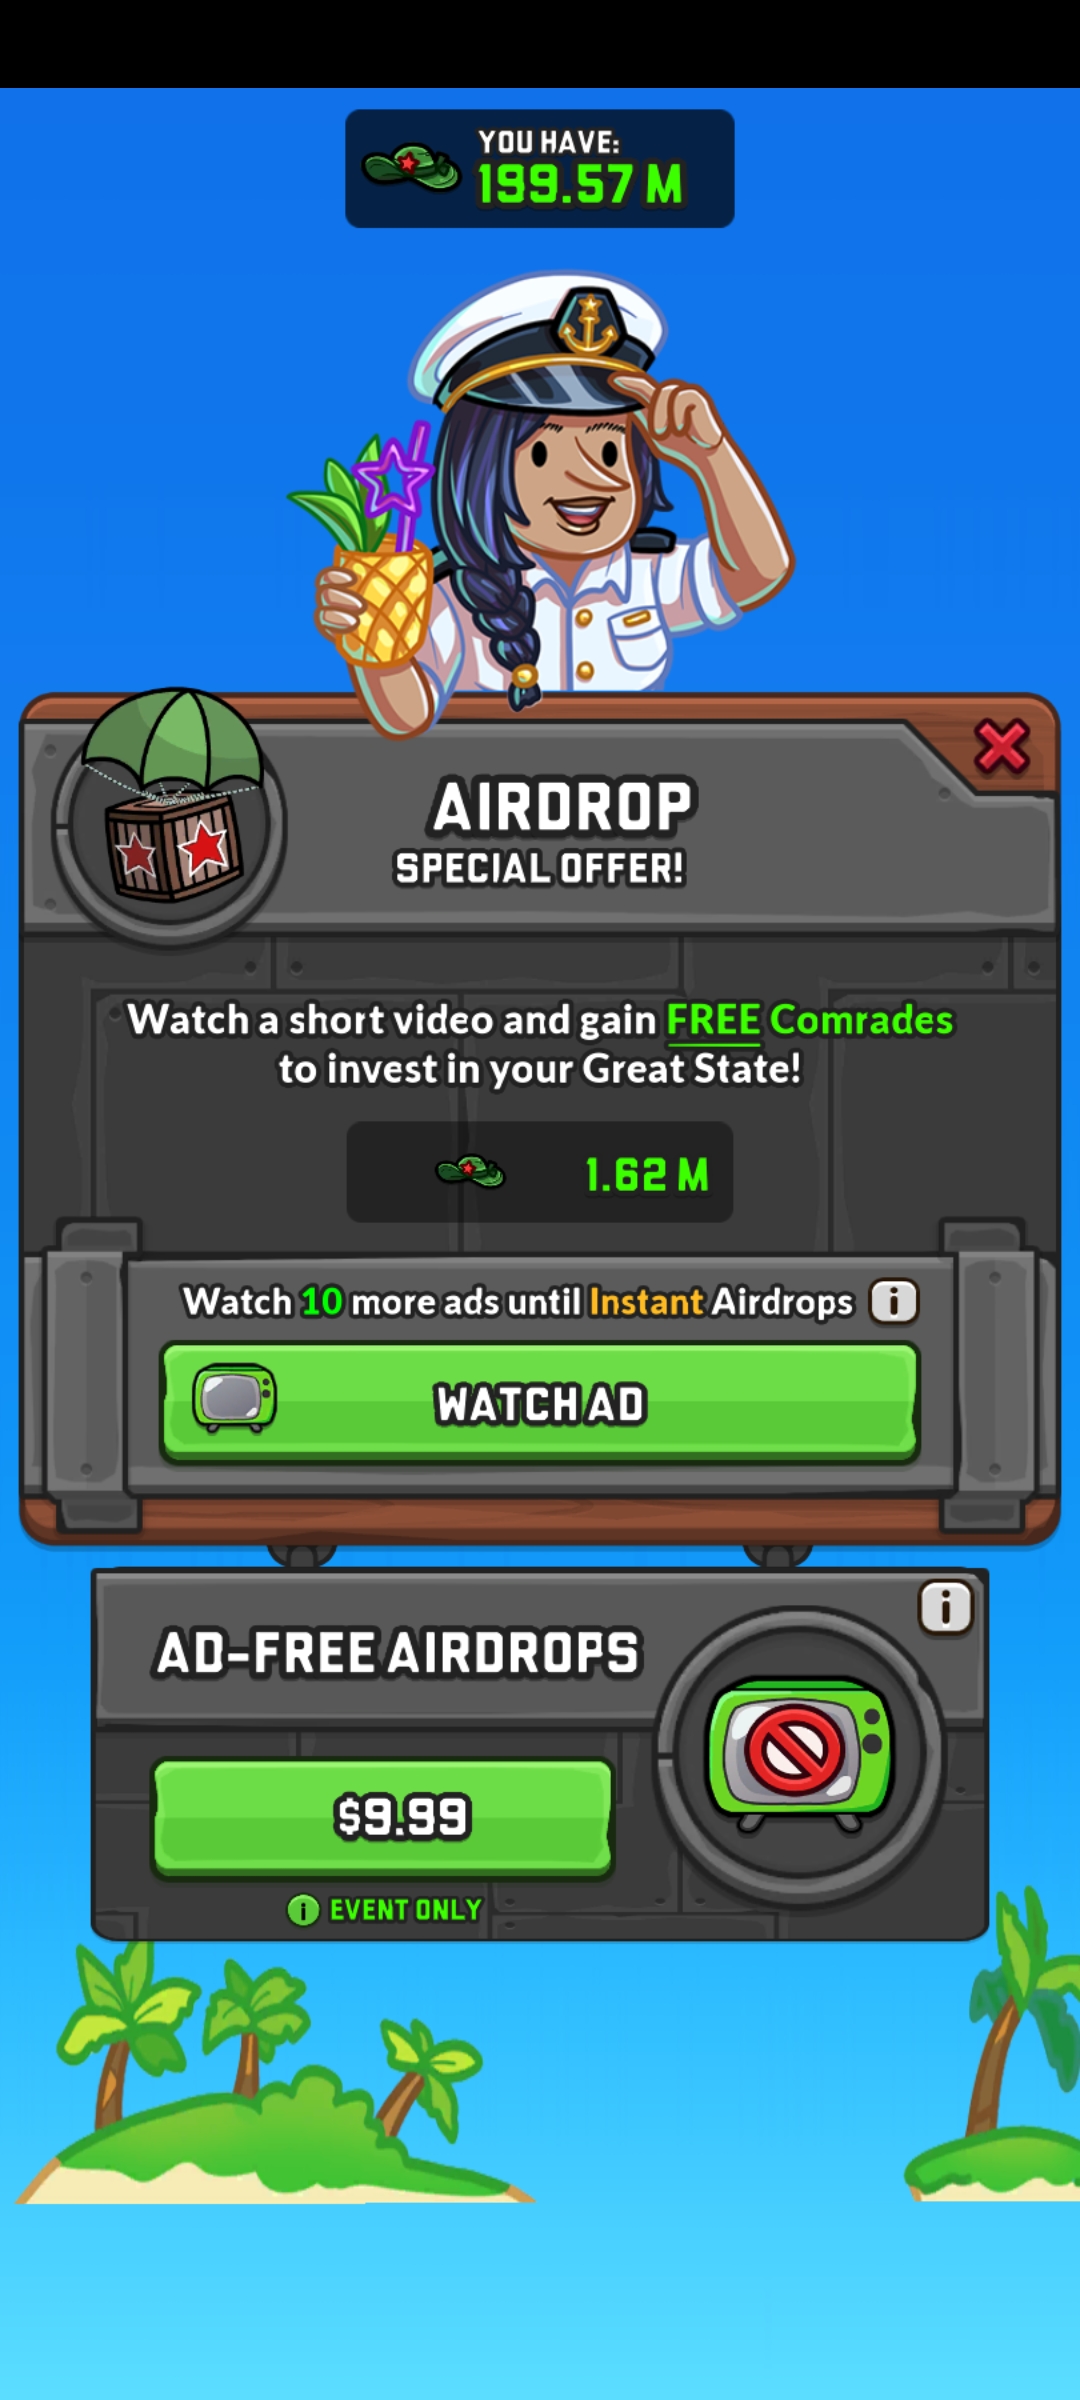 YOU HAVE:
199.57 M
AIRDROP
SPECIAL OFFER!
Watch a short video and gain FREE Comrades
to invest in your Great State!
1.62 M
Watch 10 more ads until Instant Airdrops i
WATCH AD
i
AD-FREE AIRDROPS
$9.99
i EVENT ONLY